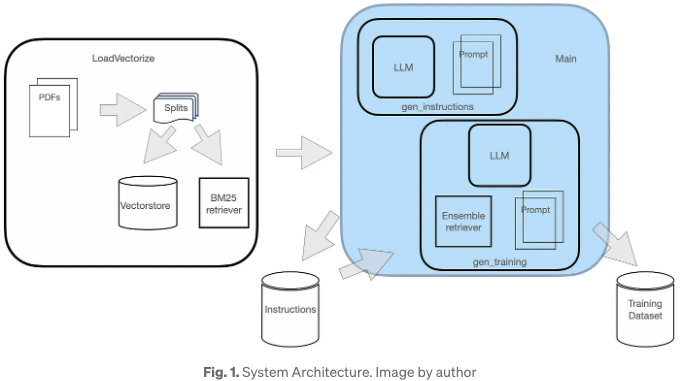 LoadVectorize
PDFs
Splits
Vectorstore
BM25
retriever
Main
LLM
Prompt
gen_instructions
LLM
Ensemble
retriever
Prompt
gen_training
Instructions
Training
Dataset
Fig. 1. System Architecture. Image by author